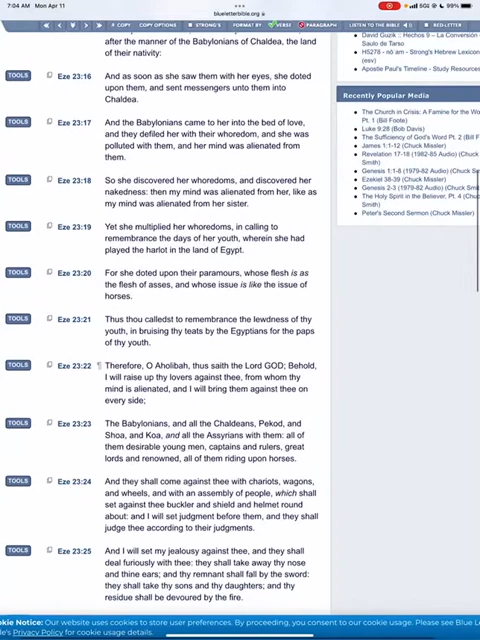 7:04 AM Mon Apr 11
blueletterbible.org
5G 99%
COPY COPY OPTIONS STRONG'S FORMAT BY VERSE PARAGRAPH LISTEN TO THE BIBLE RED-LETTER
after the manner of the Babylonians of Chaldea, the land
of their nativity:
TOOLS Eze 23:16 And as soon as she saw them with her eyes, she doted
upon them, and sent messengers unto them into
Chaldea.
TOOLS Eze 23:17 And the Babylonians came to her into the bed of love,
and they defiled her with their whoredom, and she was
polluted with them, and her mind was alienated from
them.
TOOLS Eze 23:18 So she discovered her whoredoms, and discovered her
nakedness: then my mind was alienated from her, like as
my mind was alienated from her sister.
TOOLS Eze 23:19 Yet she multiplied her whoredoms, in calling to
remembrance the days of her youth, wherein she had
played the harlot in the land of Egypt.
TOOLS Eze 23:20 For she doted upon their paramours, whose flesh is as
the flesh of asses, and whose issue is like the issue of
horses.
TOOLS Eze 23:21 Thus thou calledst to remembrance the lewdness of thy
youth, in bruising thy teats by the Egyptians for the paps
of thy youth.
TOOLS Eze 23:22 ¶ Therefore, O Aholibah, thus saith the Lord GOD; Behold,
I will raise up thy lovers against thee, from whom thy
mind is alienated, and I will bring them against thee on
every side;
TOOLS Eze 23:23 The Babylonians, and all the Chaldeans, Pekod, and
Shoa, and Koa, and all the Assyrians with them: all of
them desirable young men, captains and rulers, great
lords and renowned, all of them riding upon horses.
TOOLS Eze 23:24 And they shall come against thee with chariots, wagons,
and wheels, and with an assembly of people, which shall
set against thee buckler and shield and helmet round
about: and I will set judgment before them, and they shall
judge thee according to their judgments.
TOOLS Eze 23:25 And I will set my jealousy against thee, and they shall
deal furiously with thee: they shall take away thy nose
and thine ears; and thy remnant shall fall by the sword:
they shall take thy sons and thy daughters; and thy
residue shall be devoured by the fire.
David Guzik :: Hechos 9 – La Conversión
Saulo de Tarso
H5278 - nō am - Strong's Hebrew Lexicon
(esv)
Apostle Paul's Timeline - Study Resources
Recently Popular Media
The Church in Crisis: A Famine for the Wo
Pt. 1 (Bill Foote)
Luke 9:28 (Bob Davis)
The Sufficiency of God's Word Pt. 2 (Bill F
James 1:1-12 (Chuck Missler)
Revelation 17-18 (1982-85 Audio) (Chuck
Smith)
Genesis 1:1-8 (1979-82 Audio) (Chuck Smi
Ezekiel 38-39 (Chuck Missler)
Genesis 2-3 (1979-82 Audio) (Chuck Smith
The Holy Spirit in the Believer, Pt. 4 (Chuc
Smith)
Peter's Second Sermon (Chuck Missler)
okie Notice: Our website uses cookies to store user preferences. By proceeding, you consent to our cookie usage. Please see Blue L
le's Privacy Policy for cookie usage details.